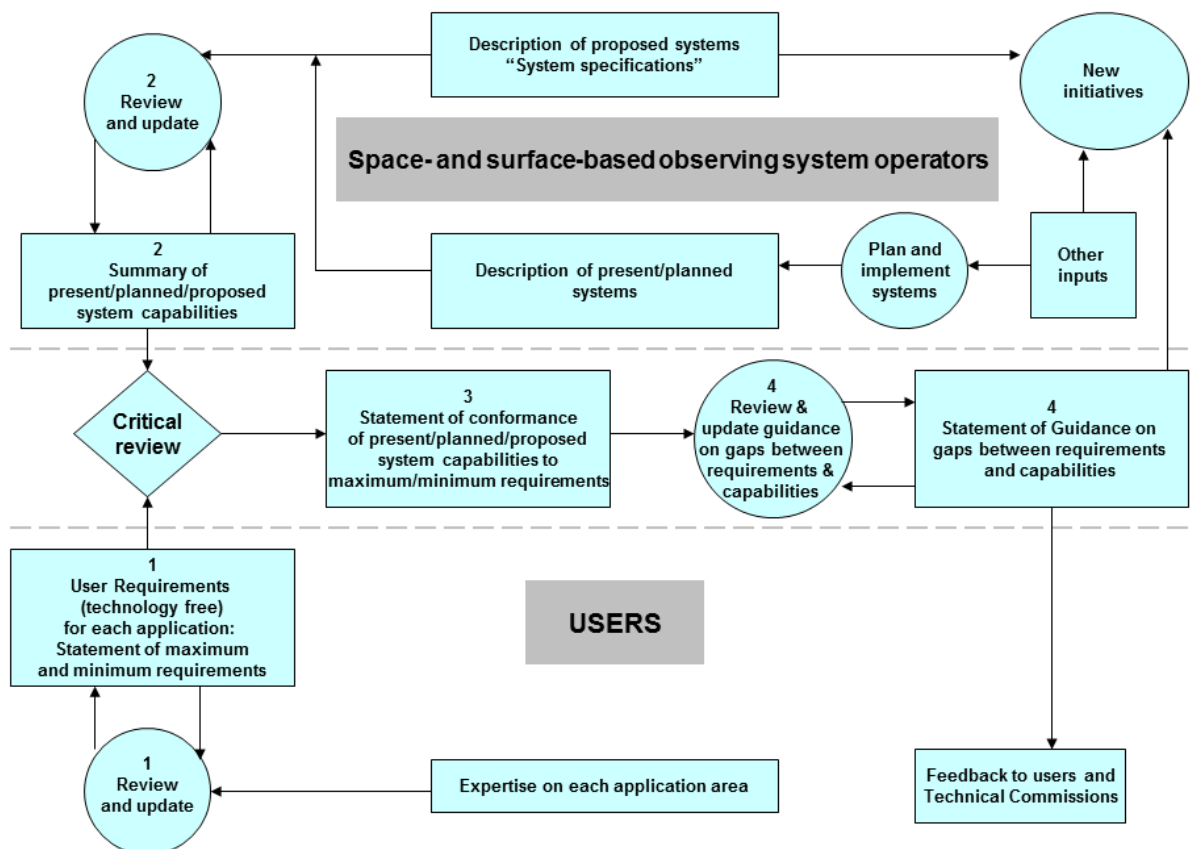 Description of proposed systems
“System specifications”
2
Review
and update
New
initiatives
Space- and surface-based observing system operators
2
Summary of
present/planned/proposed
system capabilities
Description of present/planned
systems
Plan and
implement
systems
Other
inputs
Critical
review
3
Statement of conformance
of present/planned/proposed
system capabilities to
maximum/minimum requirements
4
Review &
update guidance
on gaps between
requirements &
capabilities
4
Statement of Guidance on
gaps between requirements
and capabilities
1
User Requirements
(technology free)
for each application:
Statement of maximum
and minimum requirements
USERS
1
Review
and update
Expertise on each application area
Feedback to users and
Technical Commissions